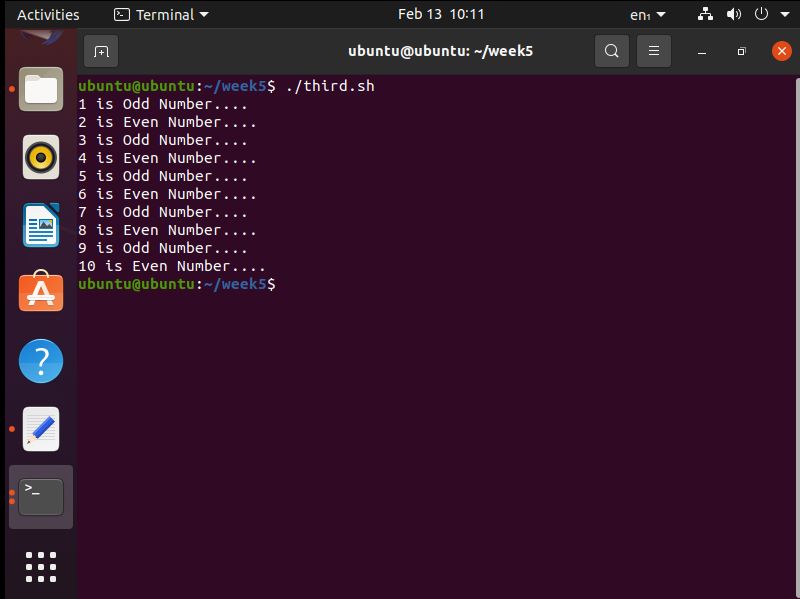 Activities Terminal Feb 13 10:11 en₁
ubuntu@ubuntu: ~/week5
ubuntu@ubuntu:~/week5$ ./third.sh
1 is Odd Number....
2 is Even Number....
3 is Odd Number....
4 is Even Number....
5 is Odd Number....
6 is Even Number....
7 is Odd Number....
8 is Even Number....
9 is Odd Number....
10 is Even Number....
ubuntu@ubuntu:~/week5$